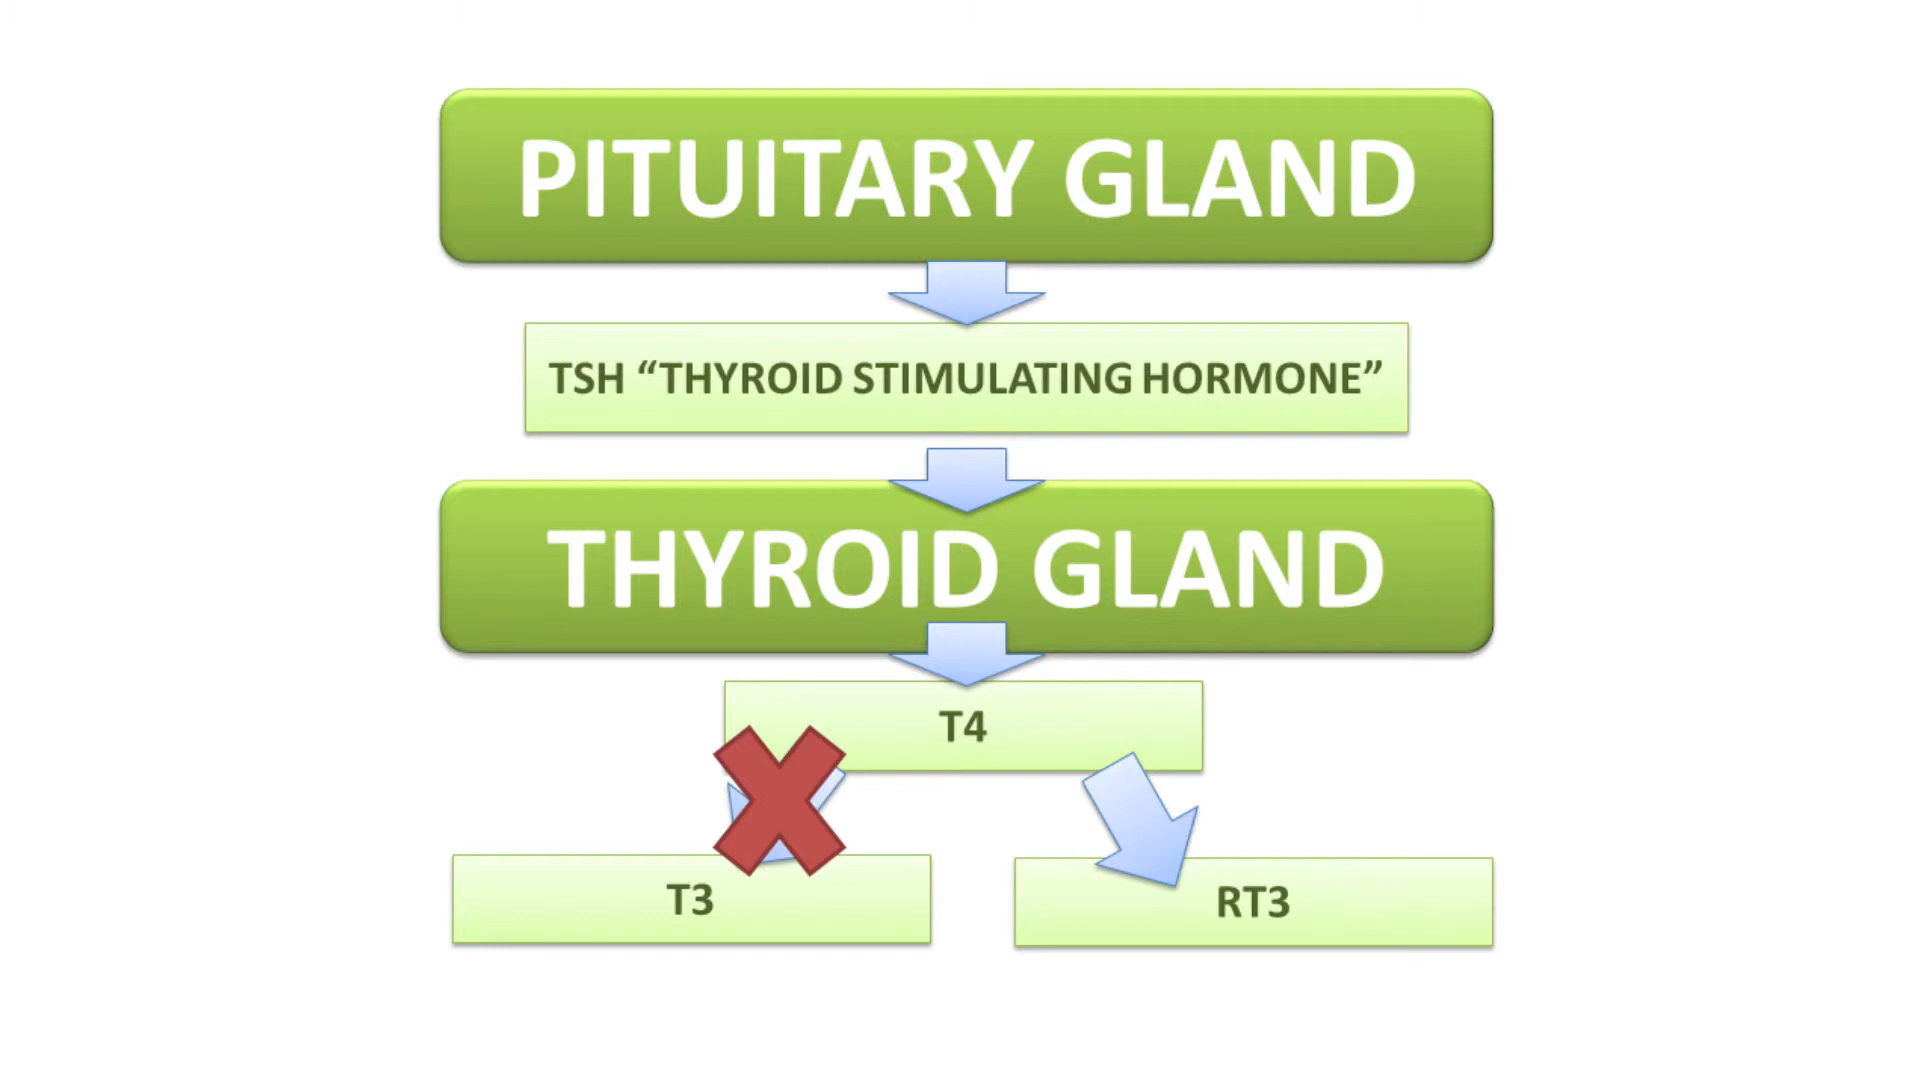 PITUITARY GLAND
TSH “THYROID STIMULATING HORMONE”
THYROID GLAND
T4
T3
RT3